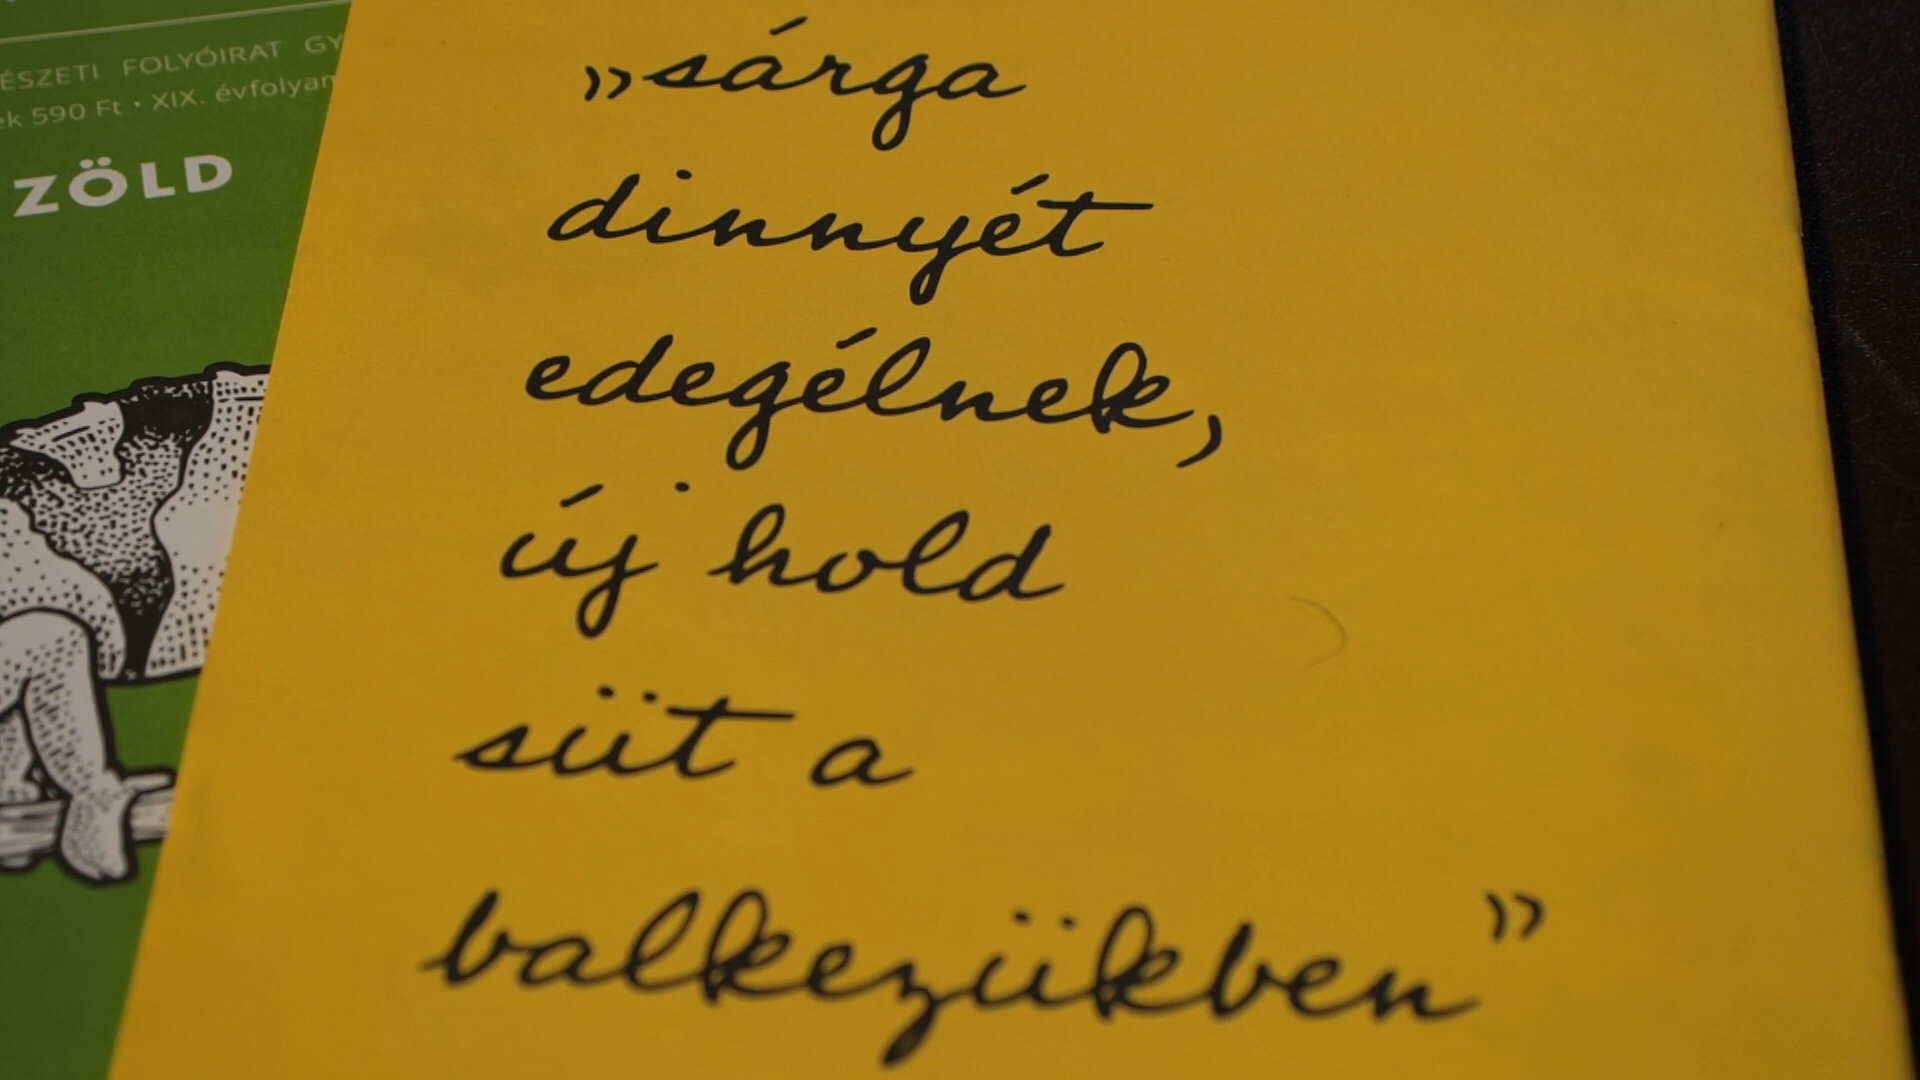 ÉSZETI FOLYÓIRAT GY
ek 590 Ft • XIX. évfolyam
ZÖLD
„sárga
dinnyét
edegélnek,
új hold
süt a
balkezükben”